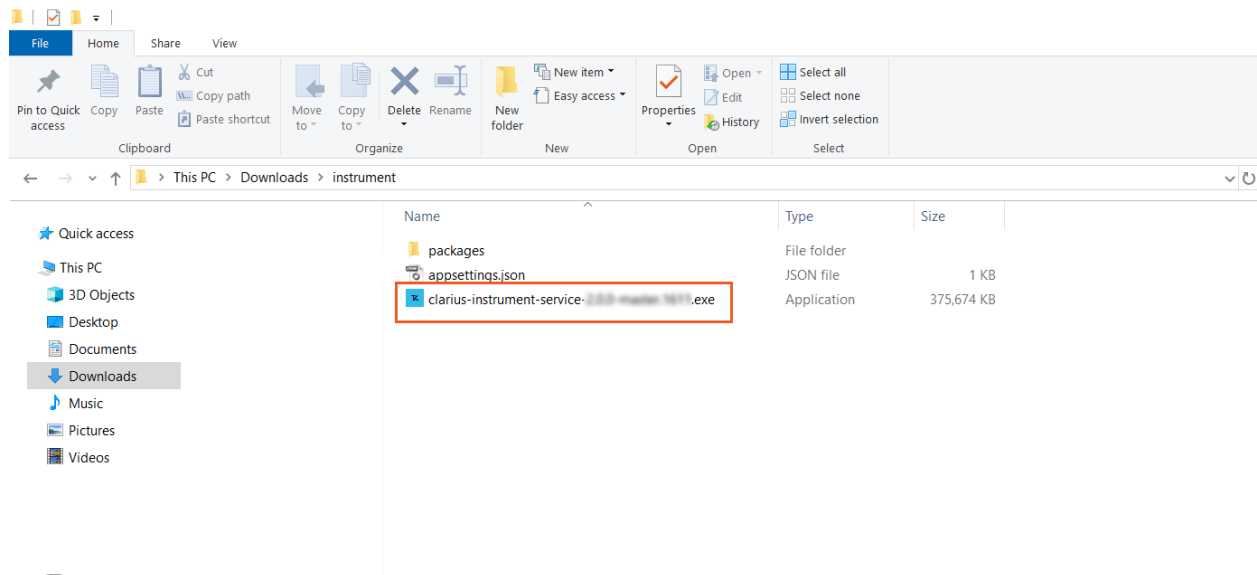 File Home Share View
Pin to Quick access
Copy
Paste
Cut
Copy path
Paste shortcut
Clipboard
Move to
Copy to
Delete
Rename
Organize
New folder
New item
Easy access
New
Properties
Open
Edit
History
Open
Select all
Select none
Invert selection
Select
This PC > Downloads > instrument
Name Type Size
Quick access
This PC
3D Objects
Desktop
Documents
Downloads
Music
Pictures
Videos
packages File folder
appsettings.json JSON file 1 KB
clarius-instrument-service- .exe Application 375,674 KB